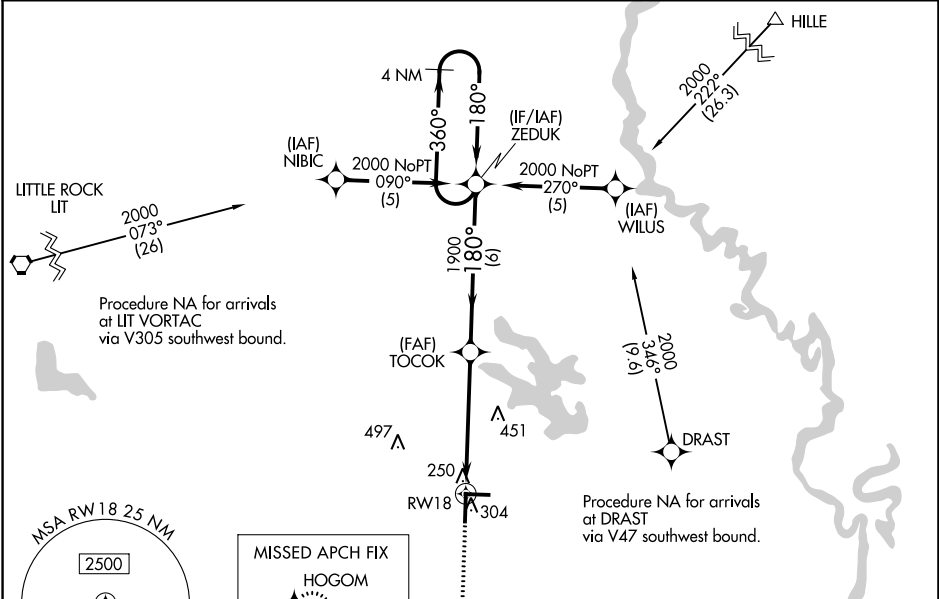 HILLE
2000
222°
(26.3)
4 NM
360°
180°
(IF/IAF)
ZEDUK
(IAF)
NIBIC
2000 NoPT
090°
(5)
2000 NoPT
270°
(5)
(IAF)
WILUS
LITTLE ROCK
LIT
2000
073°
(26)
1900
180°
(6)
Procedure NA for arrivals
at LIT VORTAC
via V305 southwest bound.
(FAF)
TOCOK
2000
346°
(9.6)
497
451
DRAST
250
RW18
304
Procedure NA for arrivals
at DRAST
via V47 southwest bound.
MSA RW18 25 NM
2500
MISSED APCH FIX
HOGOM